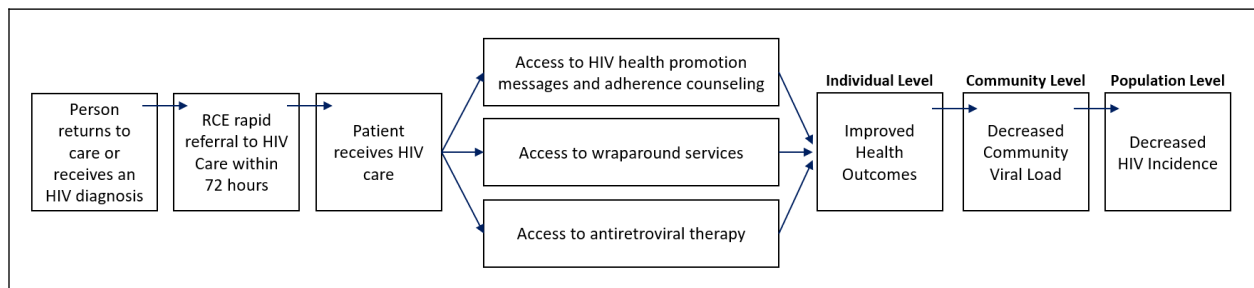 Person
returns to
care or
receives an
HIV diagnosis
RCE rapid
referral to HIV
Care within
72 hours
Patient
receives HIV
care
Access to HIV health promotion
messages and adherence counseling
Access to wraparound services
Access to antiretroviral therapy
Individual Level
Improved
Health
Outcomes
Community Level
Decreased
Community
Viral Load
Population Level
Decreased
HIV Incidence